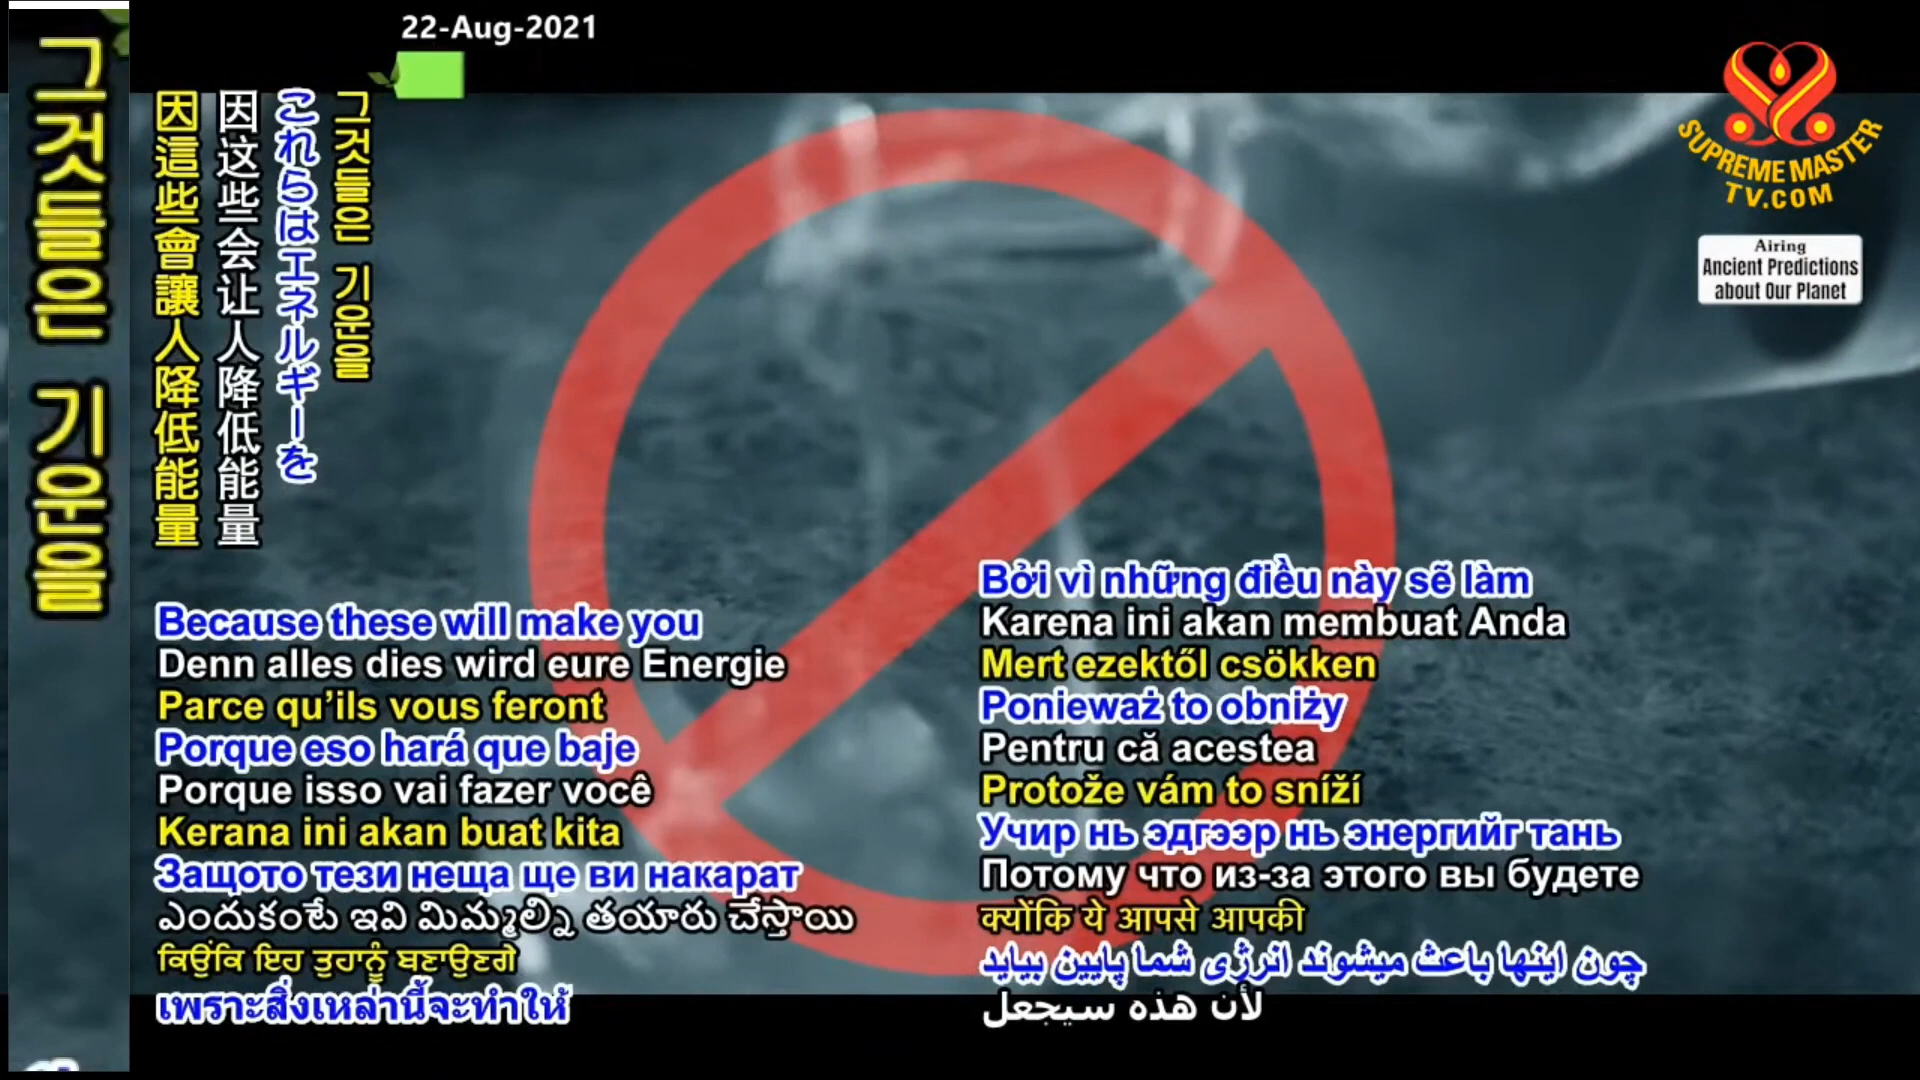 22-Aug-2021
그것들은 기운을
因這些會讓人降低能量
因这些会让人降低能量
これらはエネルギーを
그것들은 기운을
SUPREME MASTER
TV.COM
Airing
Ancient Predictions
about Our Planet
Because these will make you
Denn alles dies wird eure Energie
Parce qu’ils vous feront
Porque eso hará que baje
Porque isso vai fazer você
Kerana ini akan buat kita
Защото тези неща ще ви накарат
ఎందుకంటే ఇవి మిమ్మల్ని తయారు చేస్తాయి
ਕਿਉਂਕਿ ਇਹ ਤੁਹਾਨੂੰ ਬਣਾਉਣਗੇ
เพราะสิ่งเหล่านี้จะทำให้
Bởi vì những điều này sẽ làm
Karena ini akan membuat Anda
Mert ezektől csökken
Ponieważ to obniży
Pentru că acestea
Protože vám to sníží
Учир нь эдгээр нь энергийг тань
Потому что из-за этого вы будете
क्योंकि ये आपसे आपकी
چون اینها باعث میشوند انرژی شما پایین بیاید
لأن هذه سيجعل